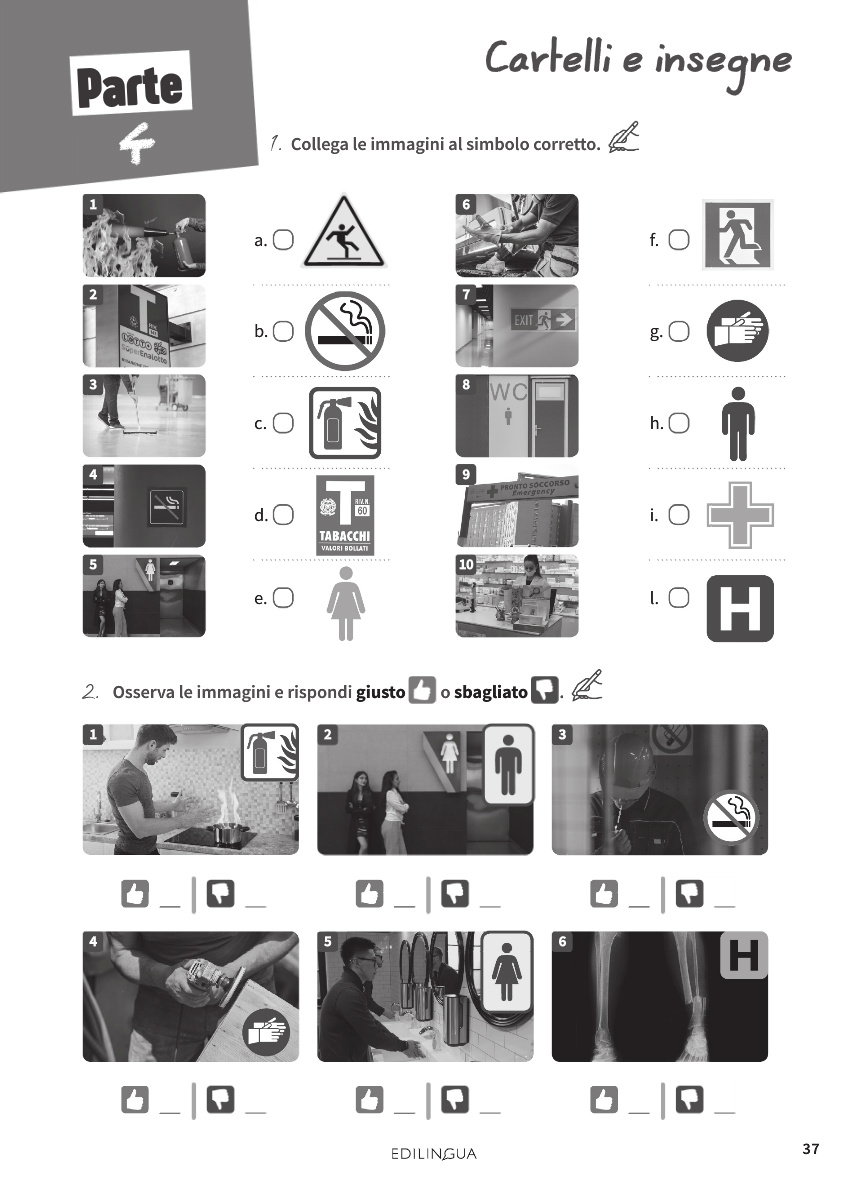 Parte
4
Cartelli e insegne
1. Collega le immagini al simbolo corretto.
1
a.
6
f.
2
T
SuperEnalotto
b.
7
EXIT
g.
3
c.
8
WC
h.
4
d.
T
RIV. N.
60
TABACCHI
VALORI BOLLATI
9
PRONTO SOCCORSO
Emergency
i.
5
e.
10
l.
H
2. Osserva le immagini e rispondi giusto o sbagliato.
1
2
3
4
5
6
H
EDILINGUA
37